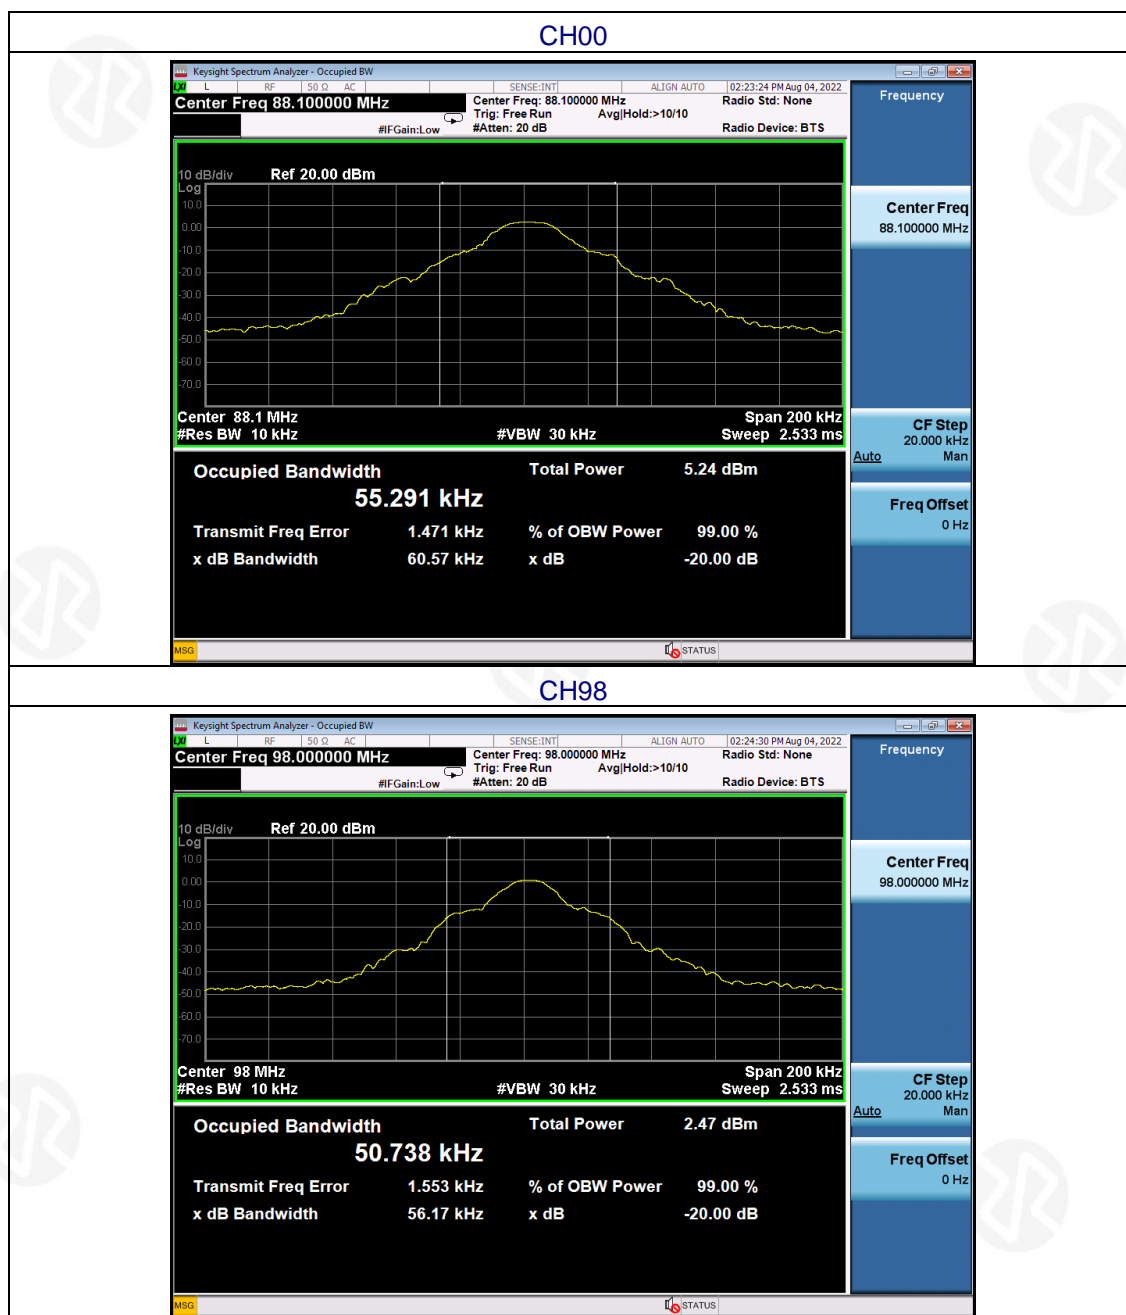 CH00
Keysight Spectrum Analyzer - Occupied BW
LXI L RF 50 Ω AC SENSE:INT ALIGN AUTO 02:23:24 PM Aug 04, 2022
Center Freq 88.100000 MHz
Center Freq: 88.100000 MHz Radio Std: None
Trig: Free Run Avg|Hold:>10/10
#IFGain:Low #Atten: 20 dB Radio Device: BTS
Frequency
10 dB/div Ref 20.00 dBm
Log
10.0
0.00
-10.0
-20.0
-30.0
-40.0
-50.0
-60.0
-70.0
Center 88.1 MHz Span 200 kHz
#Res BW 10 kHz #VBW 30 kHz Sweep 2.533 ms
Occupied Bandwidth Total Power 5.24 dBm
55.291 kHz
Transmit Freq Error 1.471 kHz % of OBW Power 99.00 %
x dB Bandwidth 60.57 kHz x dB -20.00 dB
Center Freq
88.100000 MHz
CF Step
20.000 kHz
Auto Man
Freq Offset
0 Hz
MSG STATUS
CH98
Keysight Spectrum Analyzer - Occupied BW
LXI L RF 50 Ω AC SENSE:INT ALIGN AUTO 02:24:30 PM Aug 04, 2022
Center Freq 98.000000 MHz
Center Freq: 98.000000 MHz Radio Std: None
Trig: Free Run Avg|Hold:>10/10
#IFGain:Low #Atten: 20 dB Radio Device: BTS
Frequency
10 dB/div Ref 20.00 dBm
Log
10.0
0.00
-10.0
-20.0
-30.0
-40.0
-50.0
-60.0
-70.0
Center 98 MHz Span 200 kHz
#Res BW 10 kHz #VBW 30 kHz Sweep 2.533 ms
Occupied Bandwidth Total Power 2.47 dBm
50.738 kHz
Transmit Freq Error 1.553 kHz % of OBW Power 99.00 %
x dB Bandwidth 56.17 kHz x dB -20.00 dB
Center Freq
98.000000 MHz
CF Step
20.000 kHz
Auto Man
Freq Offset
0 Hz
MSG STATUS